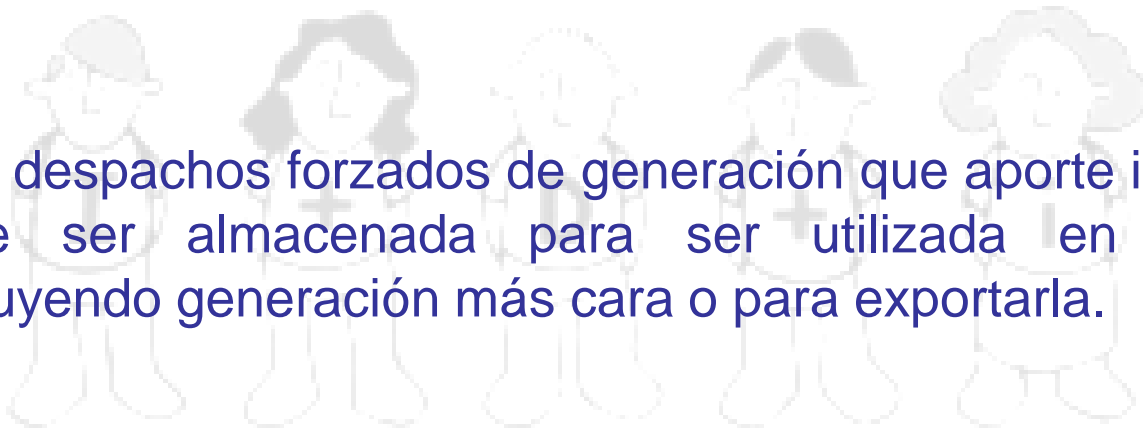 despachos forzados de generación que aporte i
e ser almacenada para ser utilizada en
uyendo generación más cara o para exportarla.